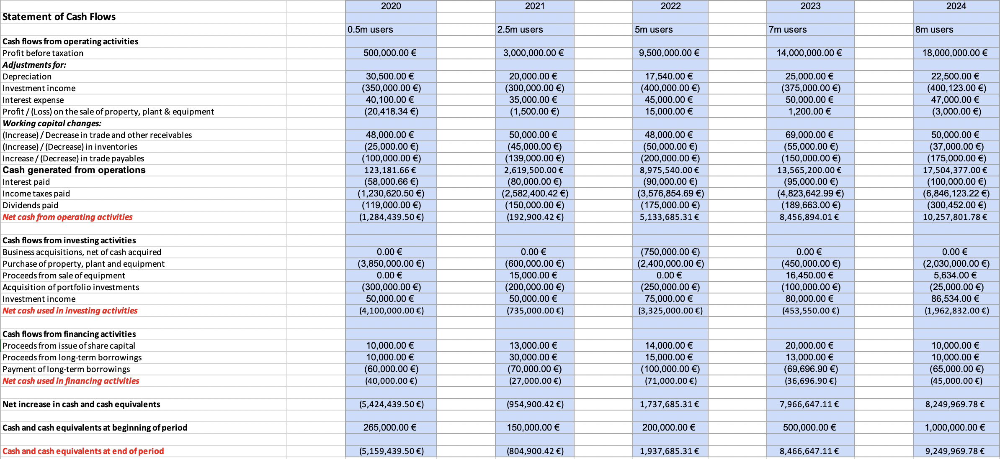 2020 2021 2022 2023 2024
Statement of Cash Flows
0.5m users 2.5m users 5m users 7m users 8m users
Cash flows from operating activities
Profit before taxation 500,000.00 € 3,000,000.00 € 9,500,000.00 € 14,000,000.00 € 18,000,000.00 €
Adjustments for:
Depreciation 30,500.00 € 20,000.00 € 17,540.00 € 25,000.00 € 22,500.00 €
Investment income (350,000.00 €) (300,000.00 €) (400,000.00 €) (375,000.00 €) (400,123.00 €)
Interest expense 40,100.00 € 35,000.00 € 45,000.00 € 50,000.00 € 47,000.00 €
Profit / (Loss) on the sale of property, plant & equipment (20,418.34 €) (1,500.00 €) 15,000.00 € 1,200.00 € (3,000.00 €)
Working capital changes:
(Increase) / Decrease in trade and other receivables 48,000.00 € 50,000.00 € 48,000.00 € 69,000.00 € 50,000.00 €
(Increase) / (Decrease) in inventories (25,000.00 €) (45,000.00 €) (50,000.00 €) (55,000.00 €) (37,000.00 €)
Increase / (Decrease) in trade payables (100,000.00 €) (139,000.00 €) (200,000.00 €) (150,000.00 €) (175,000.00 €)
Cash generated from operations 123,181.66 € 2,619,500.00 € 8,975,540.00 € 13,565,200.00 € 17,504,377.00 €
Interest paid (58,000.66 €) (80,000.00 €) (90,000.00 €) (95,000.00 €) (100,000.00 €)
Income taxes paid (1,230,620.50 €) (2,582,400.42 €) (3,576,854.69 €) (4,823,642.99 €) (6,846,123.22 €)
Dividends paid (119,000.00 €) (150,000.00 €) (175,000.00 €) (189,663.00 €) (300,452.00 €)
Net cash from operating activities (1,284,439.50 €) (192,900.42 €) 5,133,685.31 € 8,456,894.01 € 10,257,801.78 €
Cash flows from investing activities
Business acquisitions, net of cash acquired 0.00 € 0.00 € (750,000.00 €) 0.00 € 0.00 €
Purchase of property, plant and equipment (3,850,000.00 €) (600,000.00 €) (2,400,000.00 €) (450,000.00 €) (2,030,000.00 €)
Proceeds from sale of equipment 0.00 € 15,000.00 € 0.00 € 16,450.00 € 5,634.00 €
Acquisition of portfolio investments (300,000.00 €) (200,000.00 €) (250,000.00 €) (100,000.00 €) (25,000.00 €)
Investment income 50,000.00 € 50,000.00 € 75,000.00 € 80,000.00 € 86,534.00 €
Net cash used in investing activities (4,100,000.00 €) (735,000.00 €) (3,325,000.00 €) (453,550.00 €) (1,962,832.00 €)
Cash flows from financing activities
Proceeds from issue of share capital 10,000.00 € 13,000.00 € 14,000.00 € 20,000.00 € 10,000.00 €
Proceeds from long-term borrowings 10,000.00 € 30,000.00 € 15,000.00 € 13,000.00 € 10,000.00 €
Payment of long-term borrowings (60,000.00 €) (70,000.00 €) (100,000.00 €) (69,696.90 €) (65,000.00 €)
Net cash used in financing activities (40,000.00 €) (27,000.00 €) (71,000.00 €) (36,696.90 €) (45,000.00 €)
Net increase in cash and cash equivalents (5,424,439.50 €) (954,900.42 €) 1,737,685.31 € 7,966,647.11 € 8,249,969.78 €
Cash and cash equivalents at beginning of period 265,000.00 € 150,000.00 € 200,000.00 € 500,000.00 € 1,000,000.00 €
Cash and cash equivalents at end of period (5,159,439.50 €) (804,900.42 €) 1,937,685.31 € 8,466,647.11 € 9,249,969.78 €